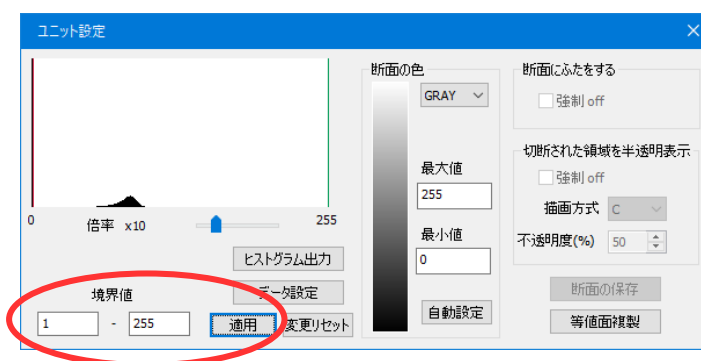 ユニット設定
0
倍率 x10
255
ヒストグラム出力
データ設定
境界値
1 - 255
適用
変更リセット
断面の色
GRAY
最大値
255
最小値
0
自動設定
断面にふたをする
強制 off
切断された領域を半透明表示
強制 off
描画方式 C
不透明度(%) 50
断面の保存
等値面複製